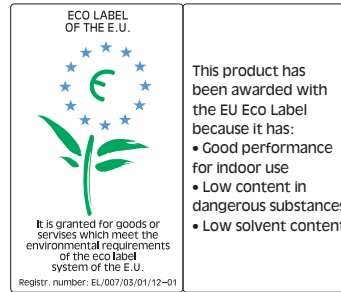 ECO LABEL
OF THE E.U.
It is granted for goods or
servises which meet the
environmental requirements
of the eco label
system of the E.U.
Registr. number: EL/007/03/01/12-01
This product has
been awarded with
the EU Eco Label
because it has:
• Good performance
for indoor use
• Low content in
dangerous substances
• Low solvent content